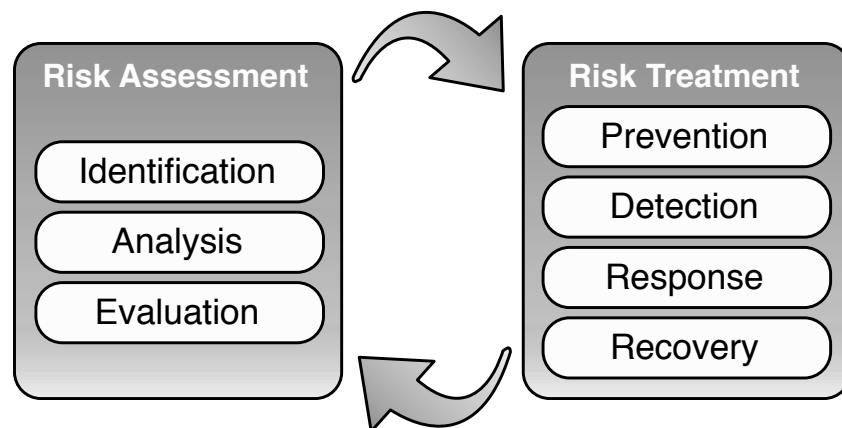 Risk Assessment
Identification
Analysis
Evaluation
Risk Treatment
Prevention
Detection
Response
Recovery